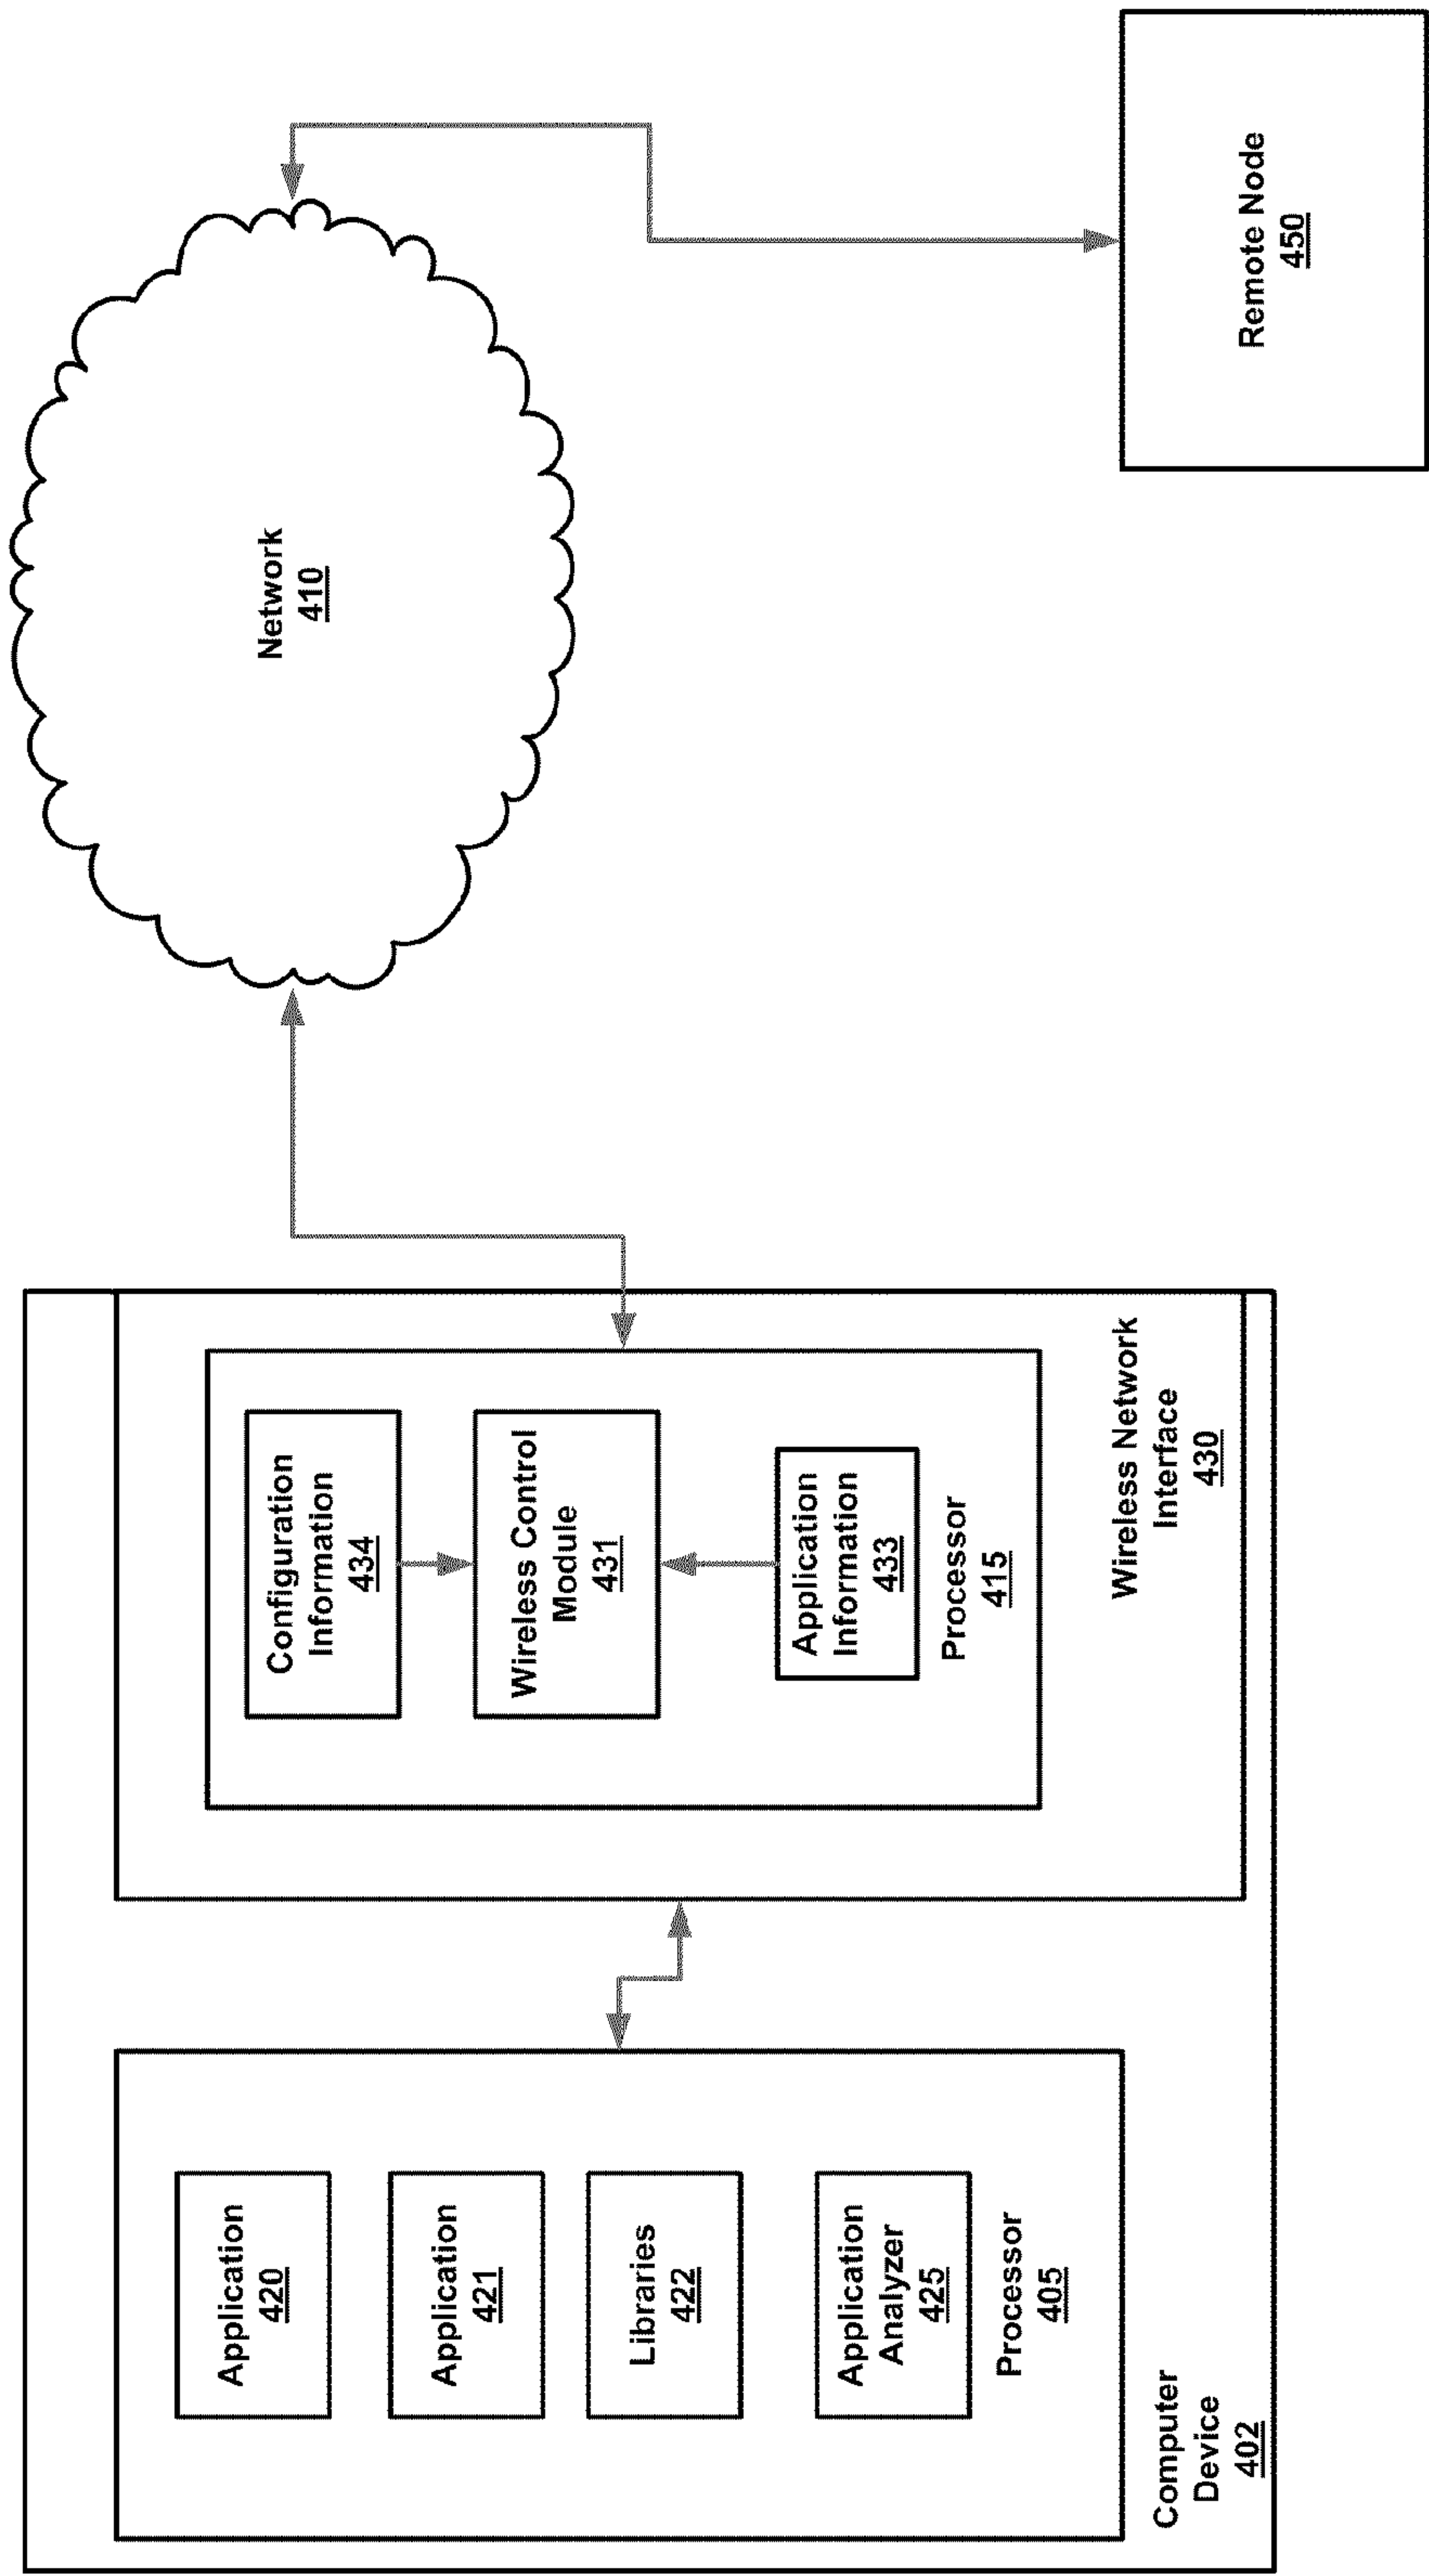 Application
420
Application
421
Libraries
422
Application
Analyzer
425
Processor
405
Computer
Device
402
Configuration
Information
434
Wireless Control
Module
431
Application
Information
433
Processor
415
Wireless Network
Interface
430
Network
410
Remote Node
450